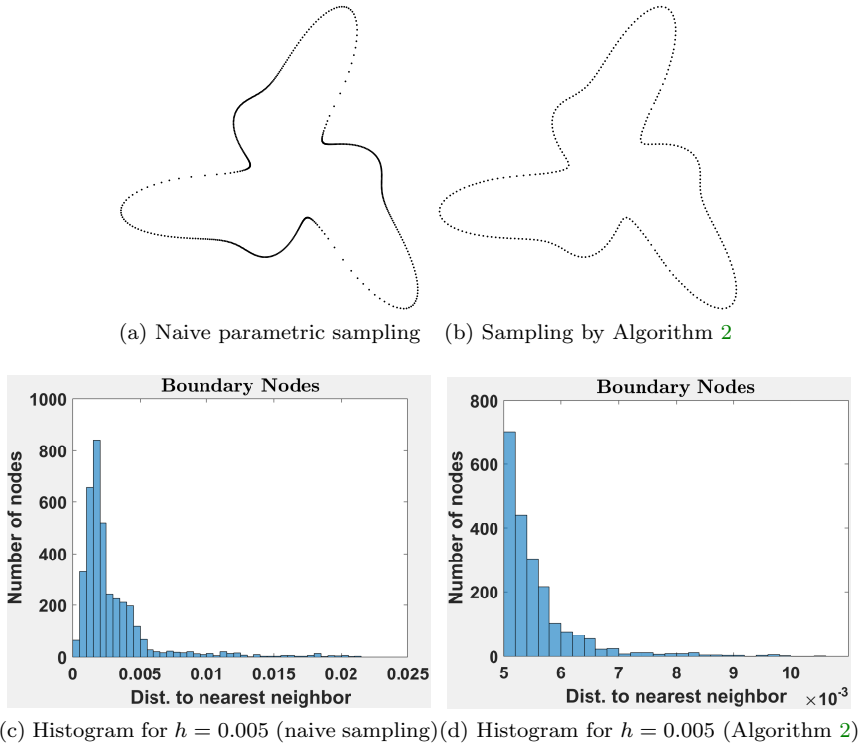 (a) Naive parametric sampling (b) Sampling by Algorithm 2
Boundary Nodes
1000
800
600
400
200
0
Number of nodes
0 0.005 0.01 0.015 0.02 0.025
Dist. to nearest neighbor
Boundary Nodes
800
600
400
200
0
Number of nodes
5 6 7 8 9 10
Dist. to nearest neighbor ×10⁻³
(c) Histogram for h = 0.005 (naive sampling)(d) Histogram for h = 0.005 (Algorithm 2)